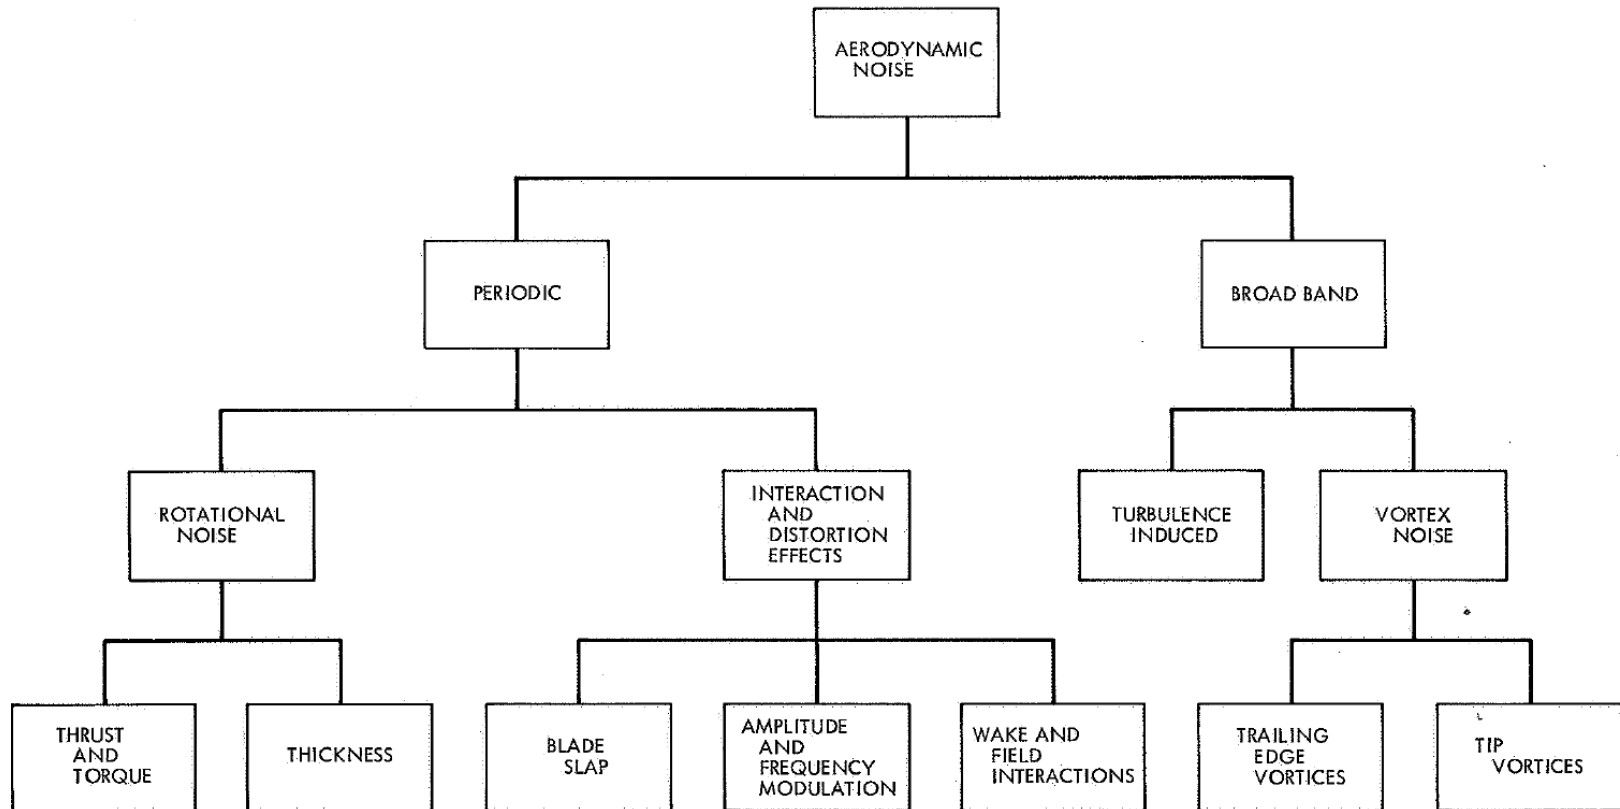 AERODYNAMIC
NOISE
PERIODIC
BROAD BAND
ROTATIONAL
NOISE
INTERACTION
AND
DISTORTION
EFFECTS
TURBULENCE
INDUCED
VORTEX
NOISE
THRUST
AND
TORQUE
THICKNESS
BLADE
SLAP
AMPLITUDE
AND
FREQUENCY
MODULATION
WAKE AND
FIELD
INTERACTIONS
TRAILING
EDGE
VORTICES
TIP
VORTICES